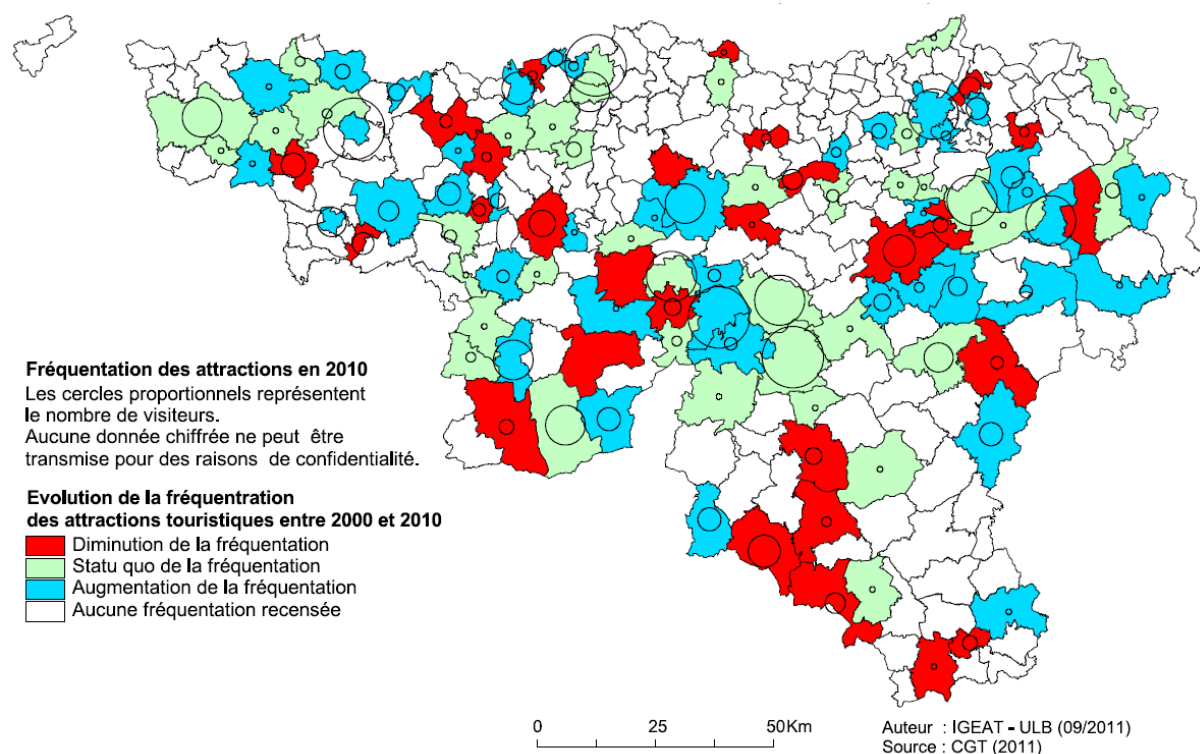 Fréquentation des attractions en 2010
Les cercles proportionnels représentent
le nombre de visiteurs.
Aucune donnée chiffrée ne peut être
transmise pour des raisons de confidentialité.
Evolution de la fréquentration
des attractions touristiques entre 2000 et 2010
Diminution de la fréquentation
Statu quo de la fréquentation
Augmentation de la fréquentation
Aucune fréquentation recensée
0 25 50Km
Auteur : IGEAT - ULB (09/2011)
Source : CGT (2011)